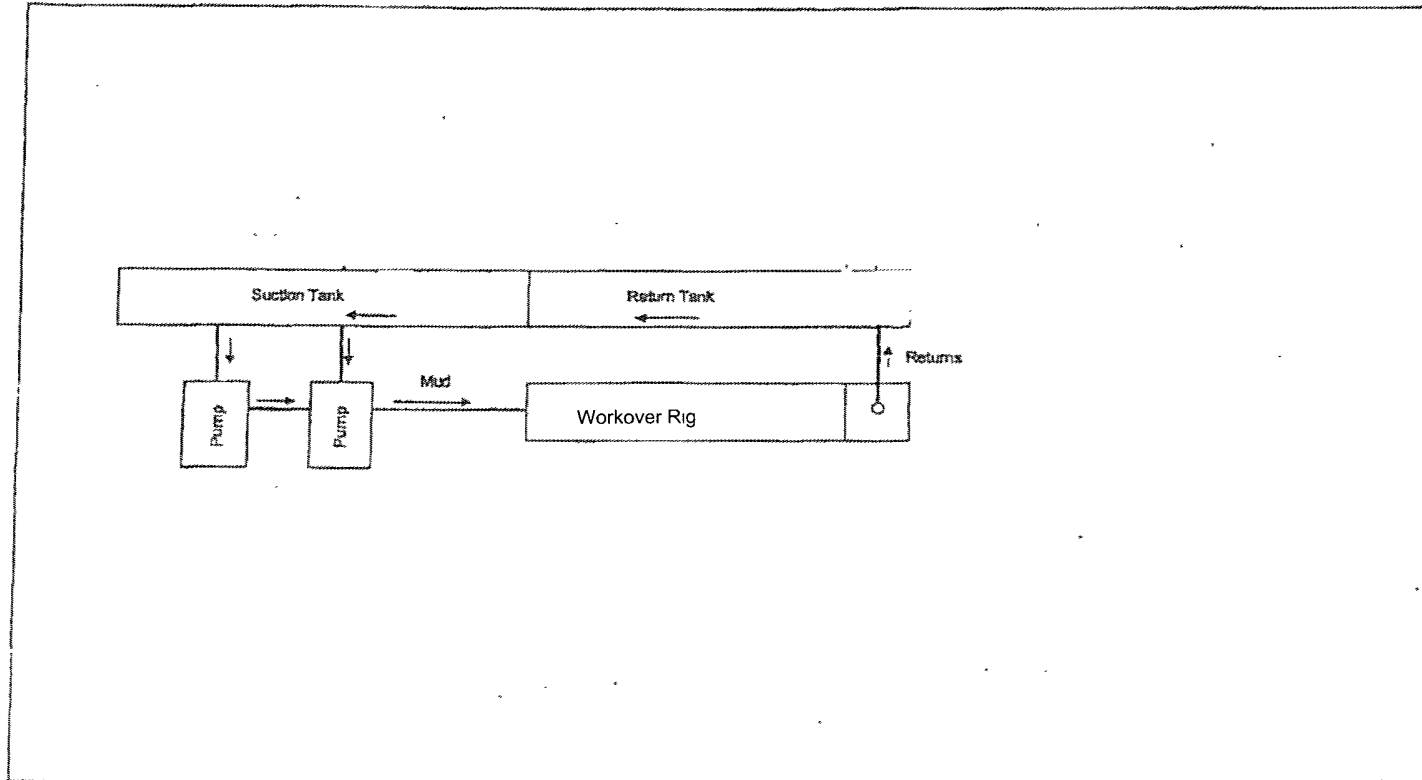 Suction Tank
Return Tank
Returns
Mud
Pump
Pump
Workover Rig